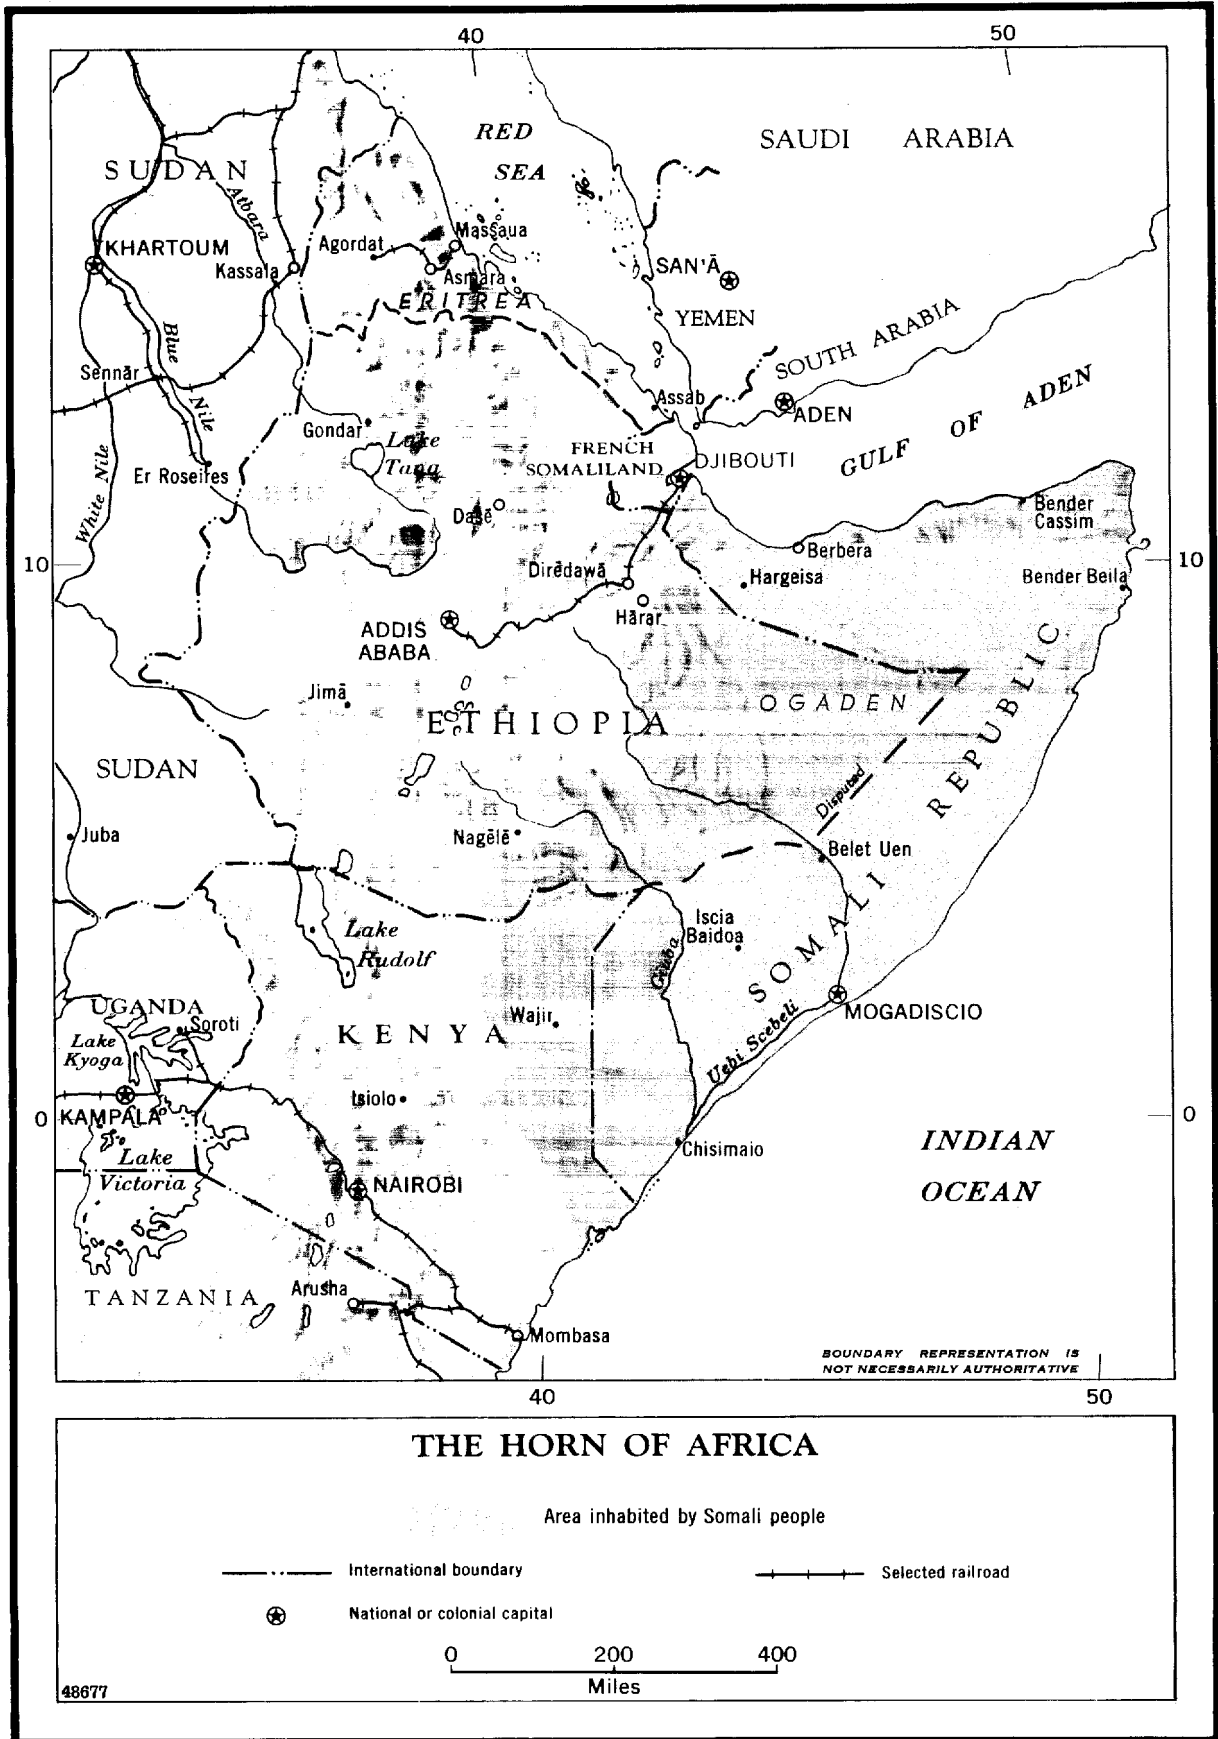 40
50
RED
SEA
SAUDI ARABIA
SUDAN
Atbara
KHARTOUM
Kassala
Agordat
Massaua
Asmara
ERITREA
SAN'Ā
YEMEN
SOUTH ARABIA
Blue
Nile
Sennār
White Nile
Er Roseires
Gondar
Lake
Tana
Dasē
Assab
ADEN
GULF OF ADEN
FRENCH
SOMALILAND
DJIBOUTI
Bender
Cassim
Berbera
10
10
Dirēdawā
Hargeisa
Bender Beila
Hārar
ADDIS
ABABA
Jimā
ETHIOPIA
OGADEN
SOMALI REPUBLIC
SUDAN
Disputed
Juba
Nagēlē
Belet Uen
Lake
Rudolf
Iscia
Baidoa
Giuba
UGANDA
Soroti
Lake
Kyoga
KENYA
Wajir
MOGADISCIO
Uebi Scebeli
Isiolo
0
KAMPALA
0
Chisimaio
INDIAN
OCEAN
Lake
Victoria
NAIROBI
TANZANIA
Arusha
Mombasa
BOUNDARY REPRESENTATION IS
NOT NECESSARILY AUTHORITATIVE
40
50
THE HORN OF AFRICA
Area inhabited by Somali people
International boundary
Selected railroad
National or colonial capital
0 200 400
Miles
48677